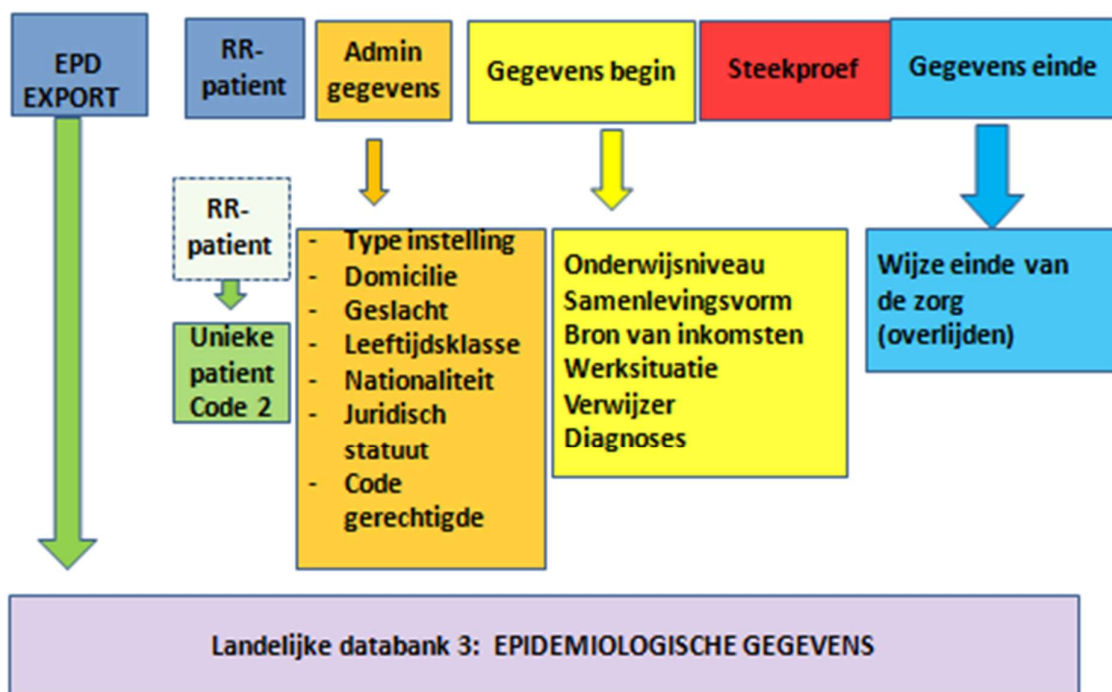 EPD
EXPORT
RR-
patient
Admin
gegevens
Gegevens begin
Steekproef
Gegevens einde
RR-
patient
Unieke
patient
Code 2
- Type instelling
- Domicilie
- Geslacht
- Leeftijdsklasse
- Nationaliteit
- Juridisch
statuut
- Code
gerechtigde
Onderwijsniveau
Samenlevingsvorm
Bron van inkomsten
Werksituatie
Verwijzer
Diagnoses
Wijze einde van
de zorg
(overlijden)
Landelijke databank 3: EPIDEMIOLOGISCHE GEGEVENS